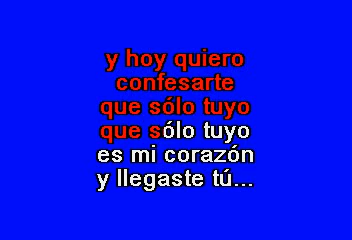 y hoy quiero
confesarte
que sólo tuyo
que sólo tuyo
es mi corazón
y llegaste tú...